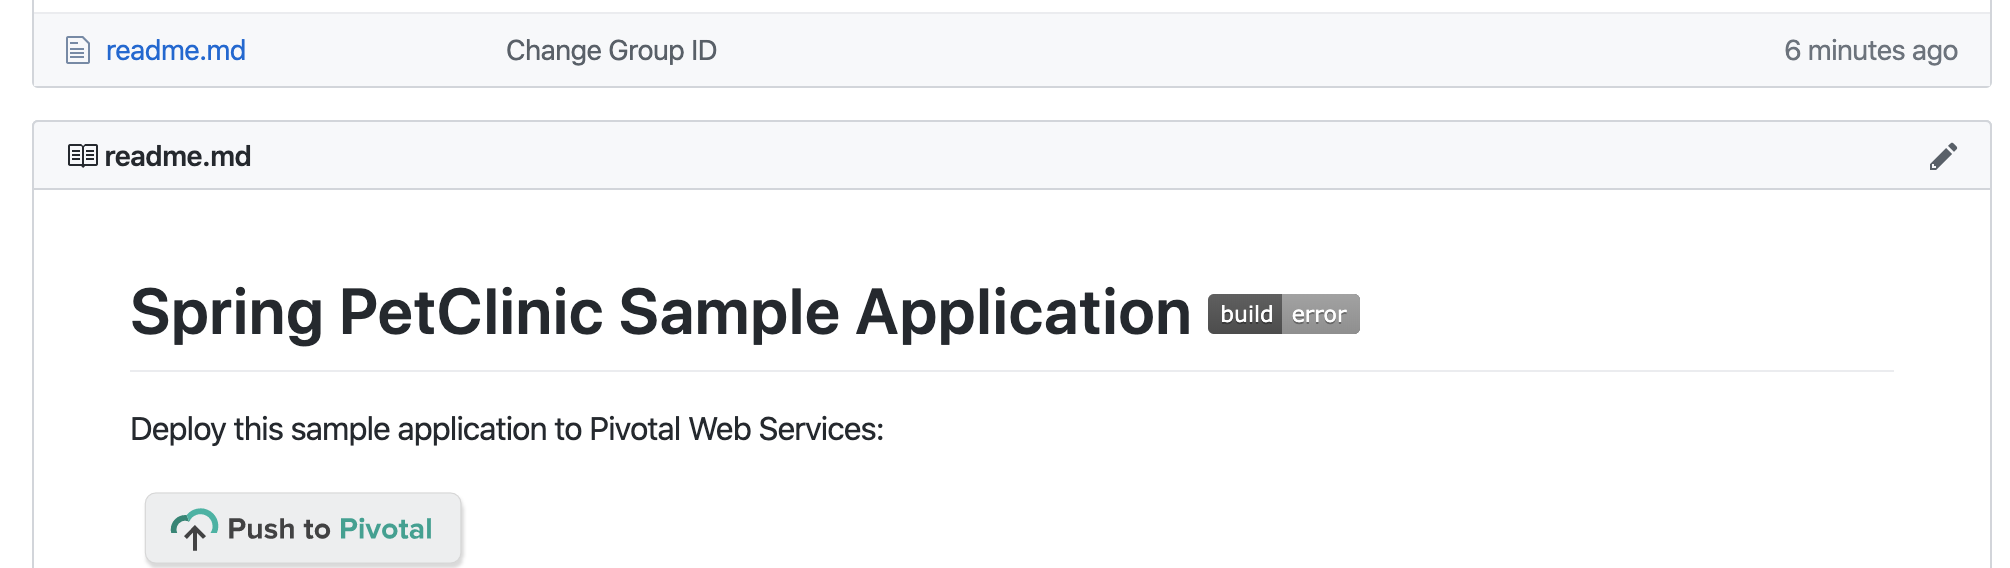 readme.md Change Group ID 6 minutes ago
readme.md
Spring PetClinic Sample Application build error
Deploy this sample application to Pivotal Web Services:
Push to Pivotal